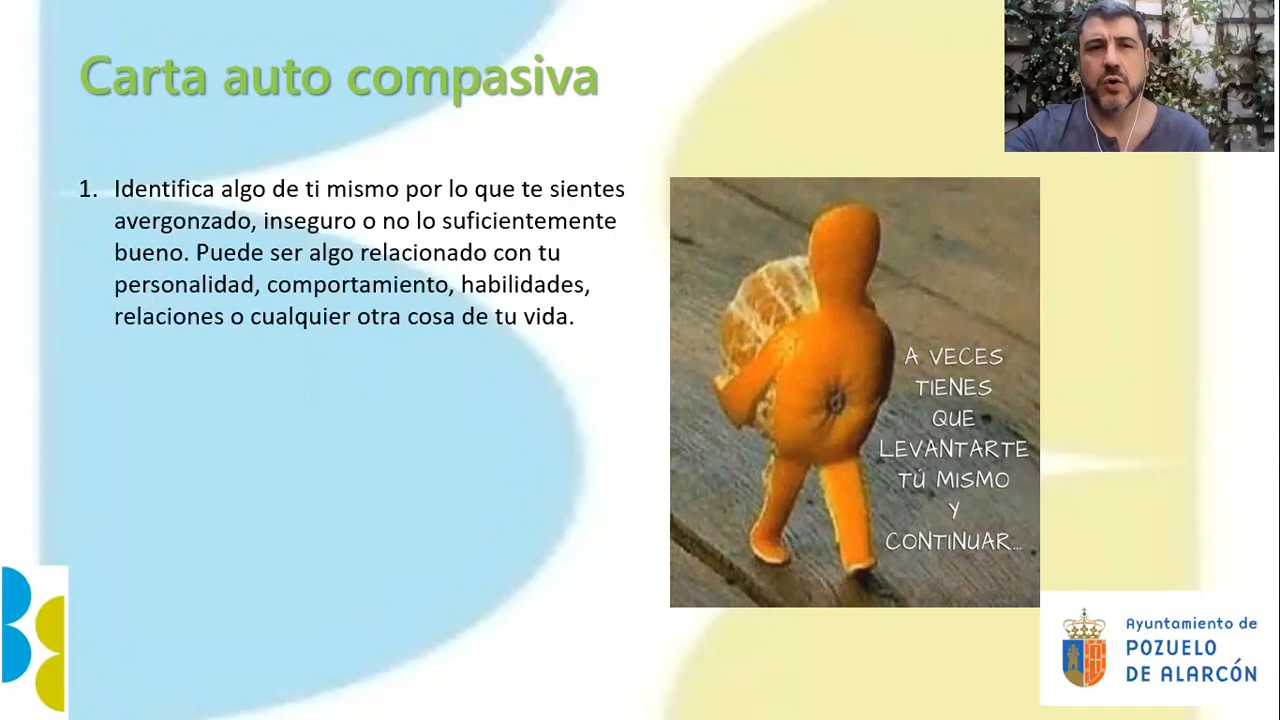 Carta auto compasiva
1. Identifica algo de ti mismo por lo que te sientes
avergonzado, inseguro o no lo suficientemente
bueno. Puede ser algo relacionado con tu
personalidad, comportamiento, habilidades,
relaciones o cualquier otra cosa de tu vida.
A VECES
TIENES
QUE
LEVANTARTE
TÚ MISMO
Y
CONTINUAR...
Ayuntamiento de
POZUELO
DE ALARCÓN